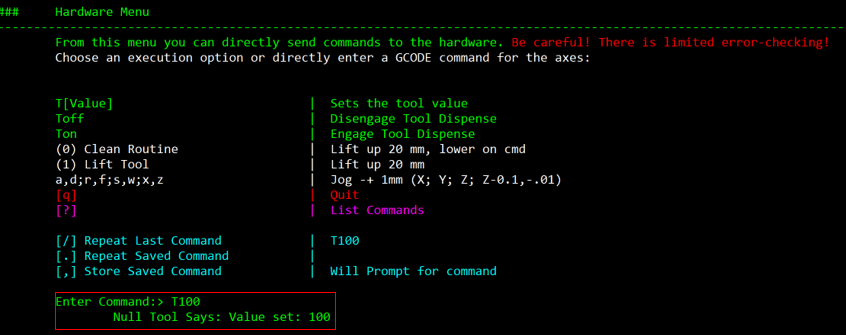 ### Hardware Menu
--------------------------------------------------------------------------------
From this menu you can directly send commands to the hardware. Be careful! There is limited error-checking!
Choose an execution option or directly enter a GCODE command for the axes:
T[Value] | Sets the tool value
Toff | Disengage Tool Dispense
Ton | Engage Tool Dispense
(0) Clean Routine | Lift up 20 mm, lower on cmd
(1) Lift Tool | Lift up 20 mm
a,d;r,f;s,w;x,z | Jog -+ 1mm (X; Y; Z; Z-0.1,-.01)
[q] | Quit
[?] | List Commands
[/] Repeat Last Command | T100
[.] Repeat Saved Command |
[,] Store Saved Command | Will Prompt for command
Enter Command:> T100
Null Tool Says: Value set: 100